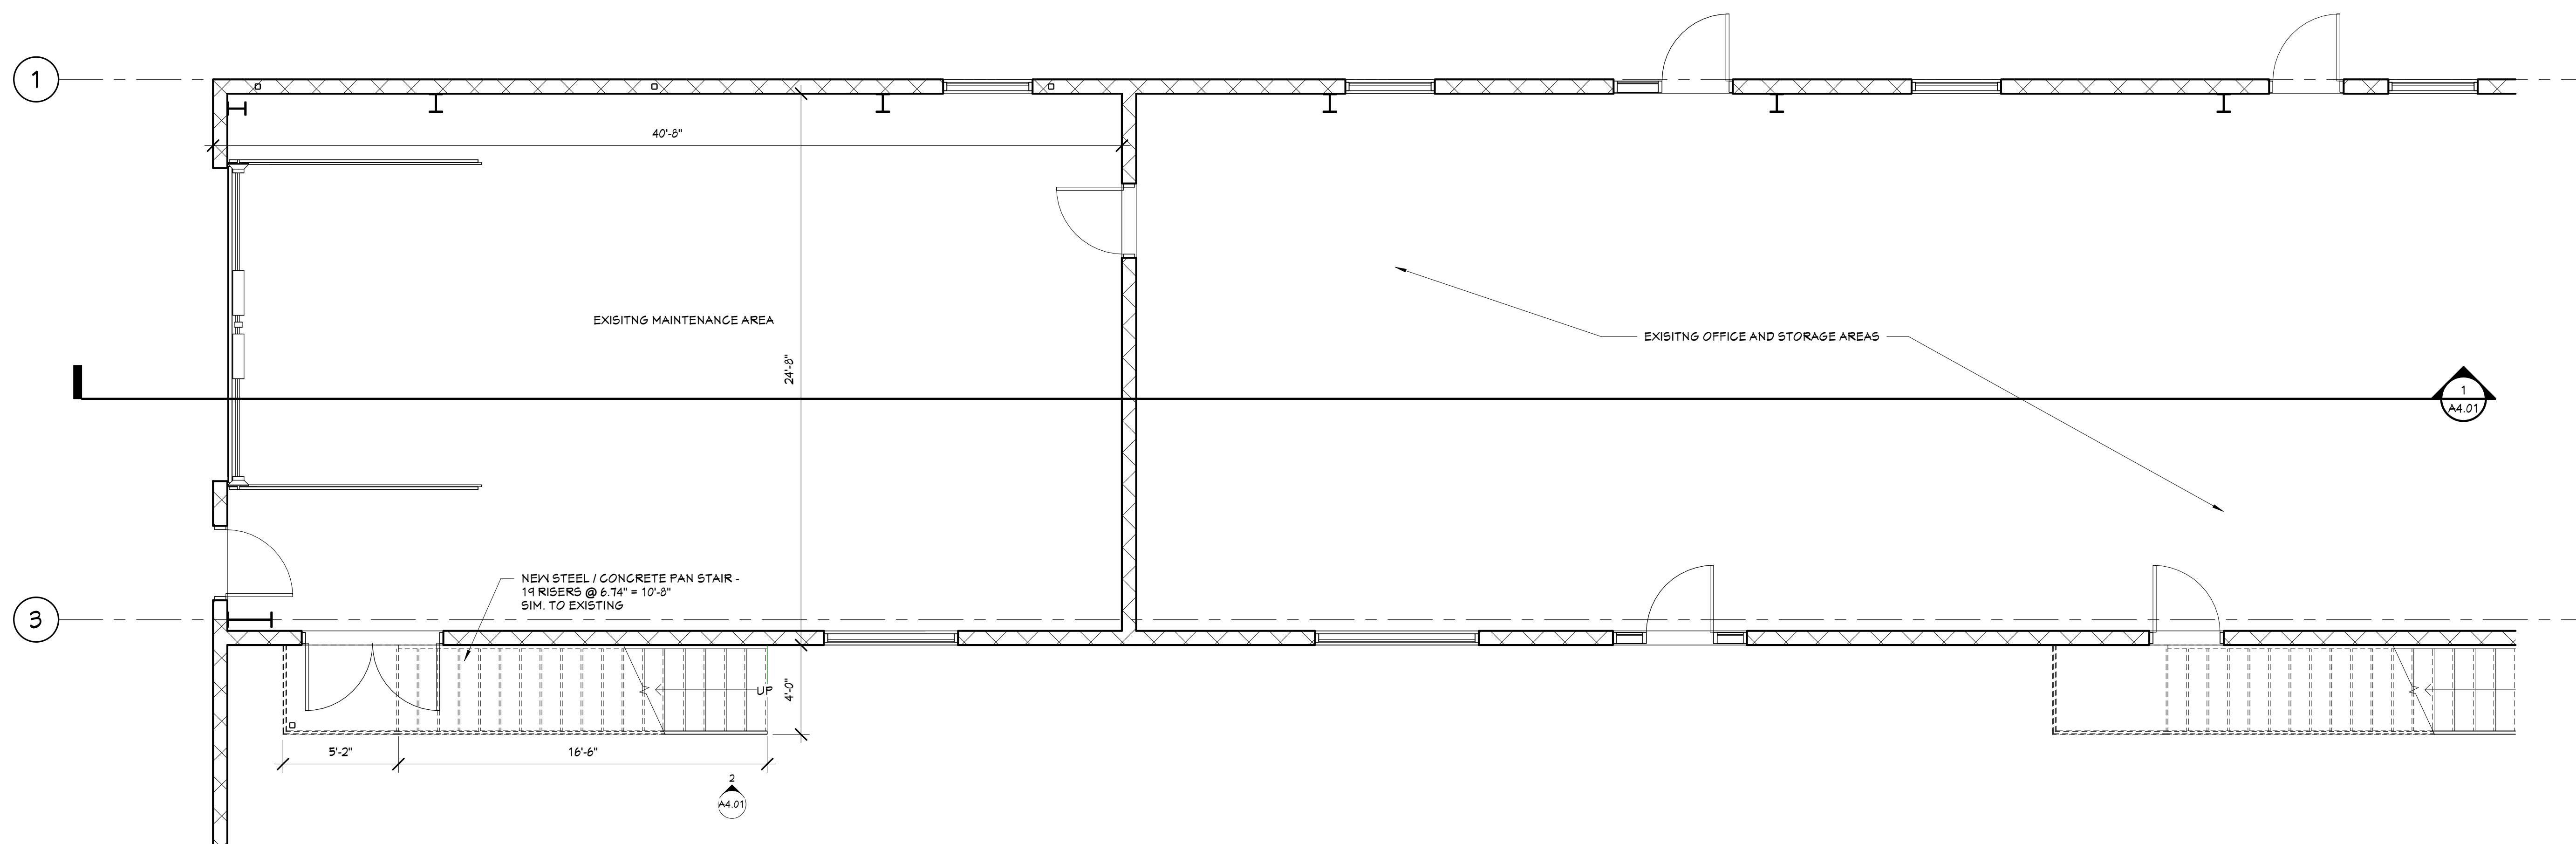 1
40'-8"
EXISITNG MAINTENANCE AREA
24'-8"
EXISITNG OFFICE AND STORAGE AREAS
1
A4.01
NEW STEEL / CONCRETE PAN STAIR -
19 RISERS @ 6.74" = 10'-8"
SIM. TO EXISTING
3
UP
4'-0"
5'-2"
16'-6"
2
A4.01